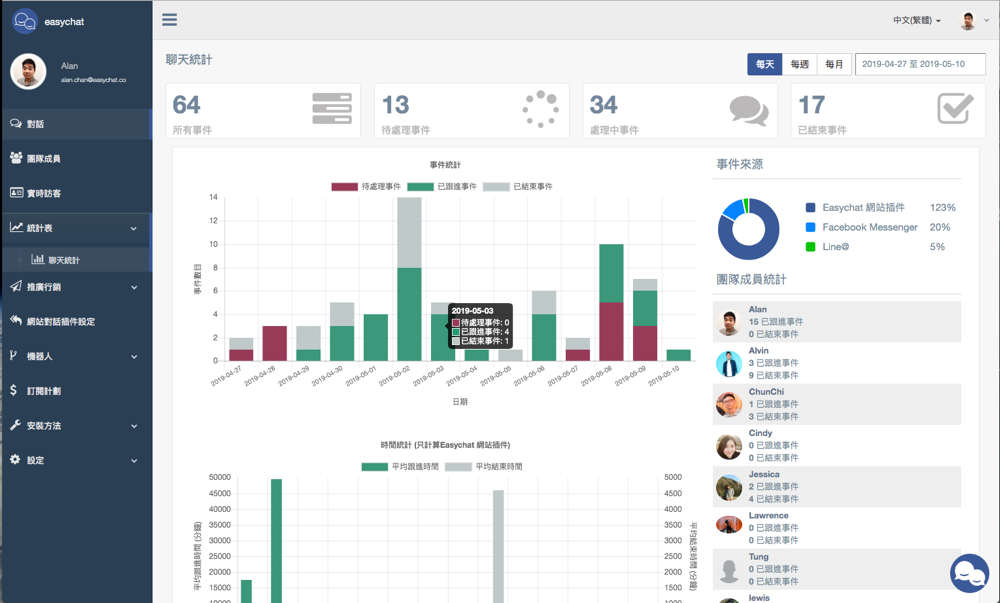 easychat
中文(繁體)
Alan
alan.chan@easychat.co
對話
團隊成員
實時訪客
統計表
聊天統計
推廣行銷
網站對話插件設定
機器人
訂閱計劃
安裝方法
設定
聊天統計
每天
每週
每月
2019-04-27 至 2019-05-10
64
所有事件
13
待處理事件
34
處理中事件
17
已結束事件
事件統計
待處理事件 已跟進事件 已結束事件
事件數目
14
12
10
8
6
4
2
0
2019-05-03
待處理事件: 0
已跟進事件: 4
已結束事件: 1
2019-04-27
2019-04-28
2019-04-29
2019-04-30
2019-05-01
2019-05-02
2019-05-03
2019-05-04
2019-05-05
2019-05-06
2019-05-07
2019-05-08
2019-05-09
2019-05-10
日期
時間統計 (只計算Easychat 網站插件)
平均跟進時間 平均結束時間
平均跟進時間 (分鐘)
50000
45000
40000
35000
30000
25000
20000
15000
10000
5000
4500
4000
3500
3000
2500
2000
1500
1000
平均結束時間 (分鐘)
事件來源
Easychat 網站插件 123%
Facebook Messenger 20%
Line@ 5%
團隊成員統計
Alan
15 已跟進事件
0 已結束事件
Alvin
3 已跟進事件
9 已結束事件
ChunChi
1 已跟進事件
3 已結束事件
Cindy
0 已跟進事件
0 已結束事件
Jessica
2 已跟進事件
4 已結束事件
Lawrence
0 已跟進事件
0 已結束事件
Tung
0 已跟進事件
0 已結束事件
lewis